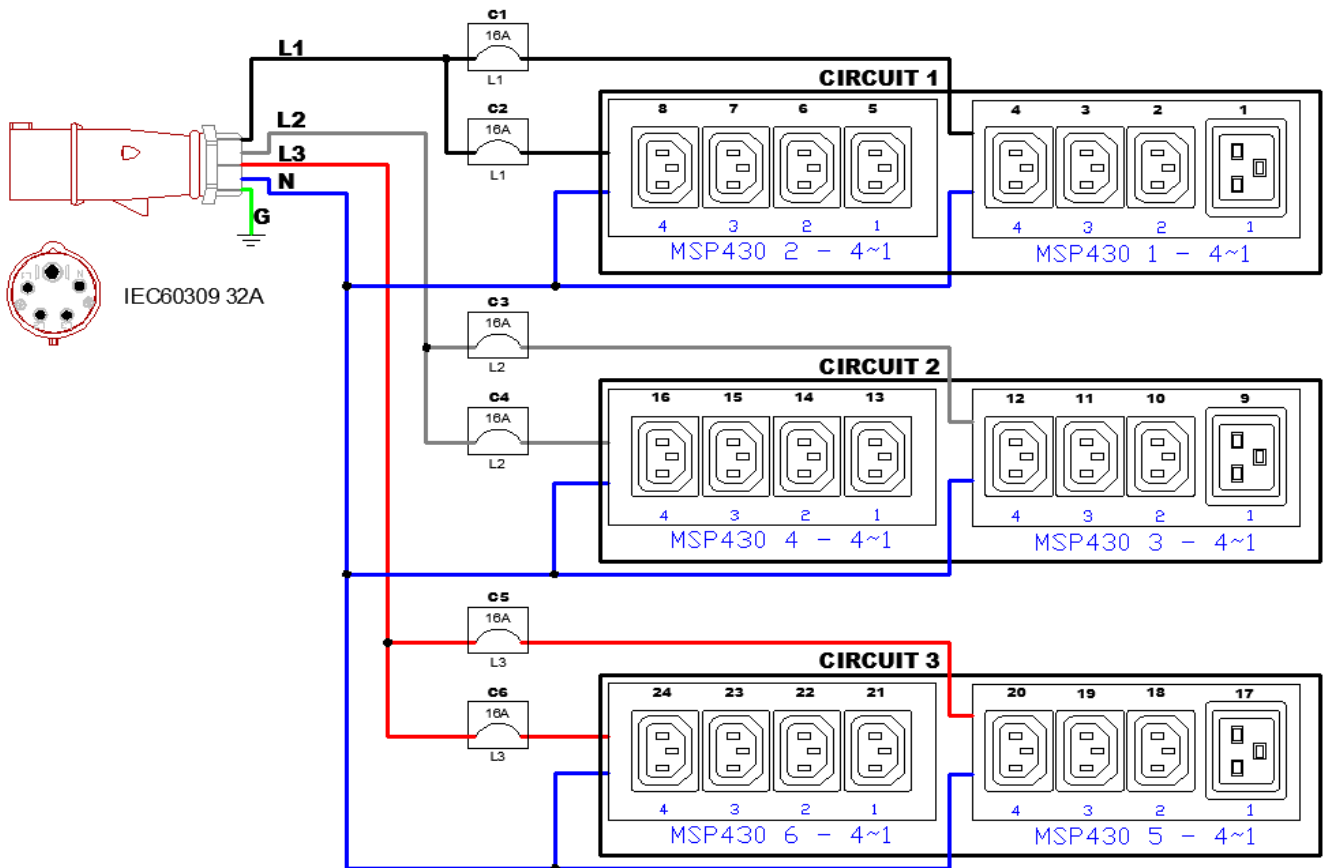 C1
16A
L1
L1
CIRCUIT 1
C2
16A
L1
8 7 6 5
4 3 2 1
4 3 2 1
MSP430 2 - 4~1
4 3 2 1
MSP430 1 - 4~1
L2
L3
N
G
IEC60309 32A
C3
16A
L2
CIRCUIT 2
C4
16A
L2
16 15 14 13
12 11 10 9
4 3 2 1
MSP430 4 - 4~1
4 3 2 1
MSP430 3 - 4~1
C5
16A
L3
CIRCUIT 3
C6
16A
L3
24 23 22 21
20 19 18 17
4 3 2 1
MSP430 6 - 4~1
4 3 2 1
MSP430 5 - 4~1